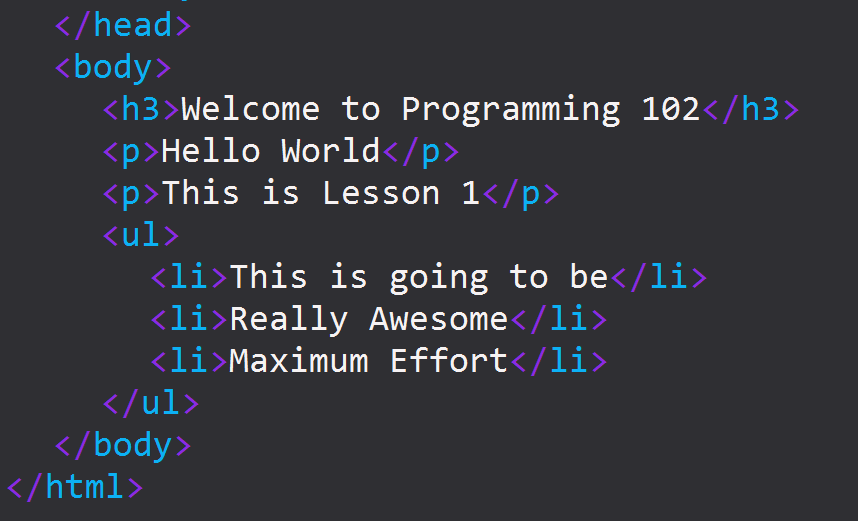 </head>
<body>
<h3>Welcome to Programming 102</h3>
<p>Hello World</p>
<p>This is Lesson 1</p>
<ul>
<li>This is going to be</li>
<li>Really Awesome</li>
<li>Maximum Effort</li>
</ul>
</body>
</html>